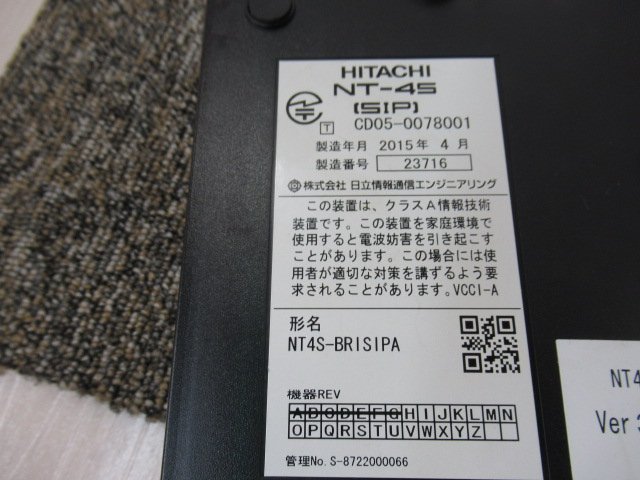 HITACHI
NT-4S
(SIP)
T CD05-0078001
製造年月 2015年 4月
製造番号 23716
株式会社 日立情報通信エンジニアリング
この装置は、クラスA情報技術
装置です。この装置を家庭環境で
使用すると電波妨害を引き起こす
ことがあります。この場合には使
用者が適切な対策を講ずるよう要
求されることがあります。VCCI-A
形名
NT4S-BRISIPA
機器REV
A B C D E F G H I J K L M N
O P Q R S T U V W X Y Z
管理No. S-8722000066
NT4
Ver 3